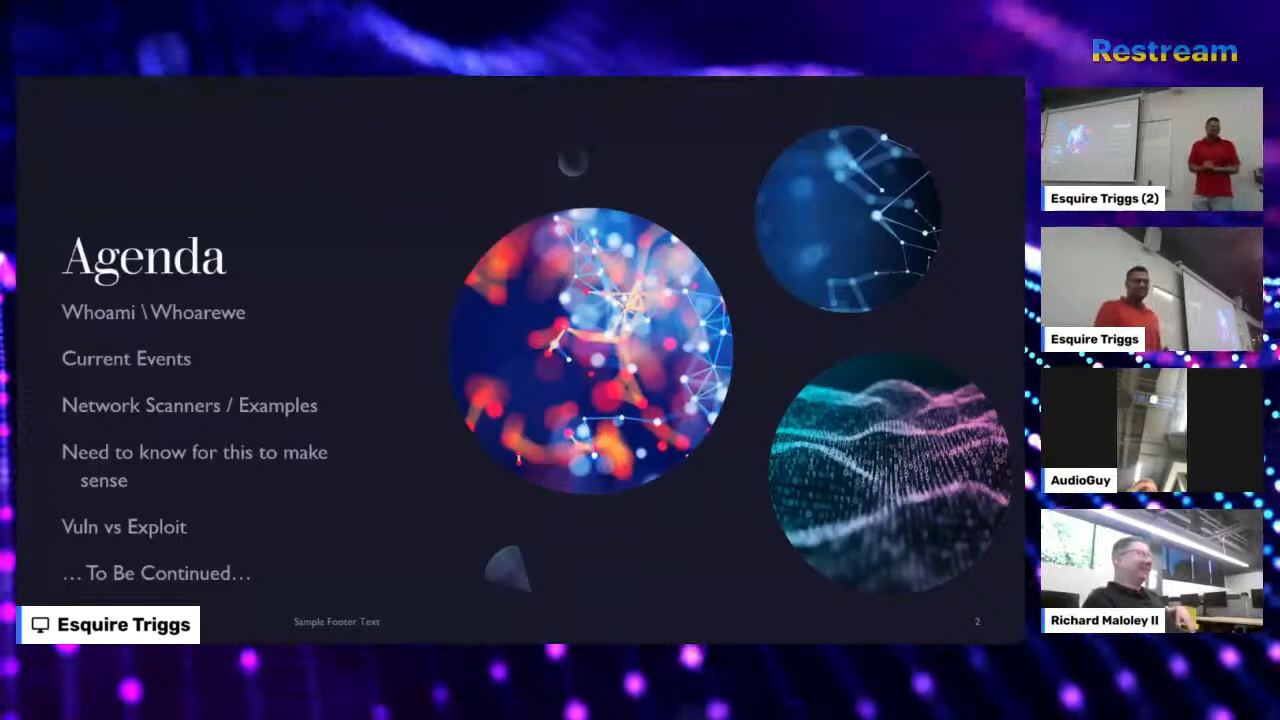 Restream
Agenda
Whoami \ Whoarewe
Current Events
Network Scanners / Examples
Need to know for this to make
sense
Vuln vs Exploit
... To Be Continued...
Sample Footer Text
2
Esquire Triggs
Esquire Triggs (2)
Esquire Triggs
AudioGuy
Richard Maloley II